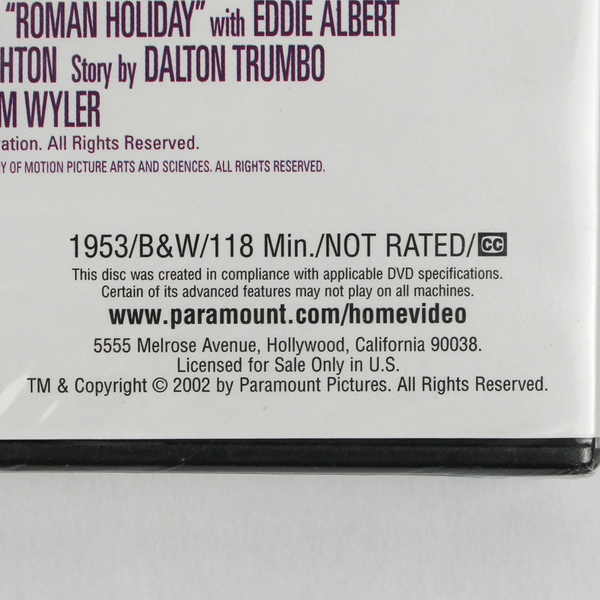 "ROMAN HOLIDAY" with EDDIE ALBERT
HTON Story by DALTON TRUMBO
M WYLER
ation. All Rights Reserved.
Y OF MOTION PICTURE ARTS AND SCIENCES. ALL RIGHTS RESERVED.
1953/B&W/118 Min./NOT RATED/CC
This disc was created in compliance with applicable DVD specifications.
Certain of its advanced features may not play on all machines.
www.paramount.com/homevideo
5555 Melrose Avenue, Hollywood, California 90038.
Licensed for Sale Only in U.S.
TM & Copyright © 2002 by Paramount Pictures. All Rights Reserved.